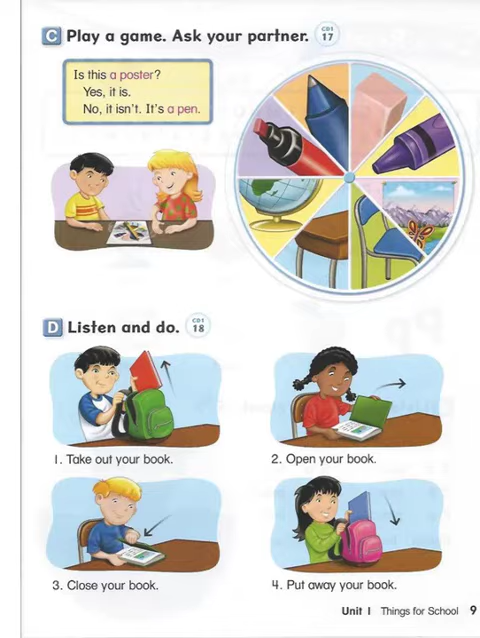 C Play a game. Ask your partner. CD1 17
Is this a poster?
Yes, it is.
No, it isn't. It's a pen.
D Listen and do. CD1 18
1. Take out your book.
2. Open your book.
3. Close your book.
4. Put away your book.
Unit 1 Things for School 9